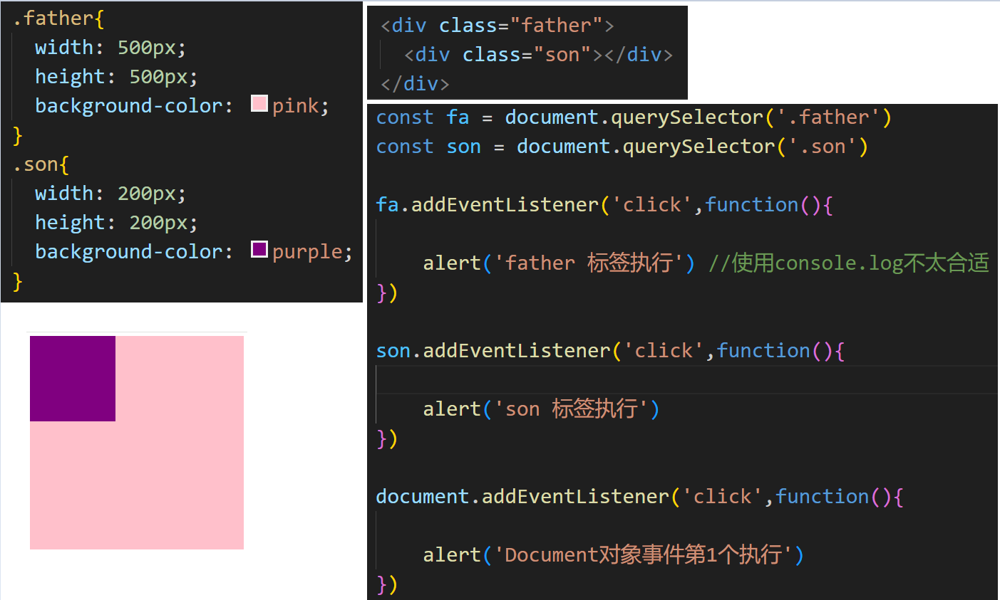 .father{
width: 500px;
height: 500px;
background-color: pink;
}
.son{
width: 200px;
height: 200px;
background-color: purple;
}
<div class="father">
<div class="son"></div>
</div>
const fa = document.querySelector('.father')
const son = document.querySelector('.son')
fa.addEventListener('click',function(){
alert('father 标签执行') //使用console.log不太合适
})
son.addEventListener('click',function(){
alert('son 标签执行')
})
document.addEventListener('click',function(){
alert('Document对象事件第1个执行')
})